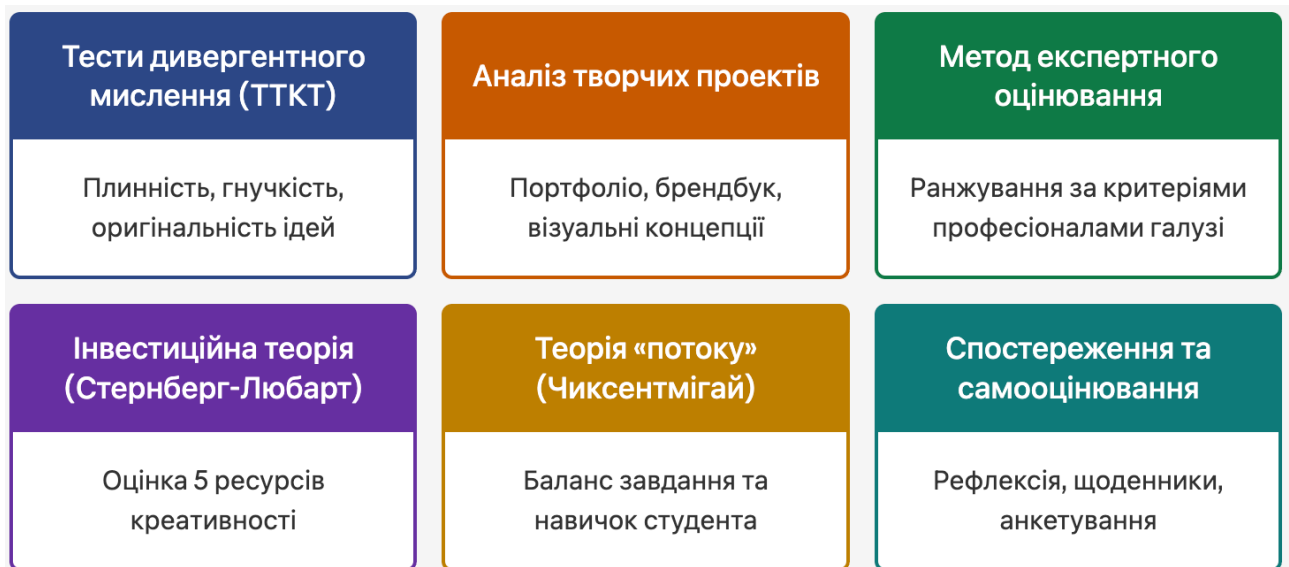 Тести дивергентного
мислення (ТТКТ)
Плинність, гнучкість,
оригінальність ідей
Аналіз творчих проектів
Портфоліо, брендбук,
візуальні концепції
Метод експертного
оцінювання
Ранжування за критеріями
професіоналами галузі
Інвестиційна теорія
(Стернберг-Любарт)
Оцінка 5 ресурсів
креативності
Теорія «потоку»
(Чиксентмігай)
Баланс завдання та
навичок студента
Спостереження та
самооцінювання
Рефлексія, щоденники,
анкетування